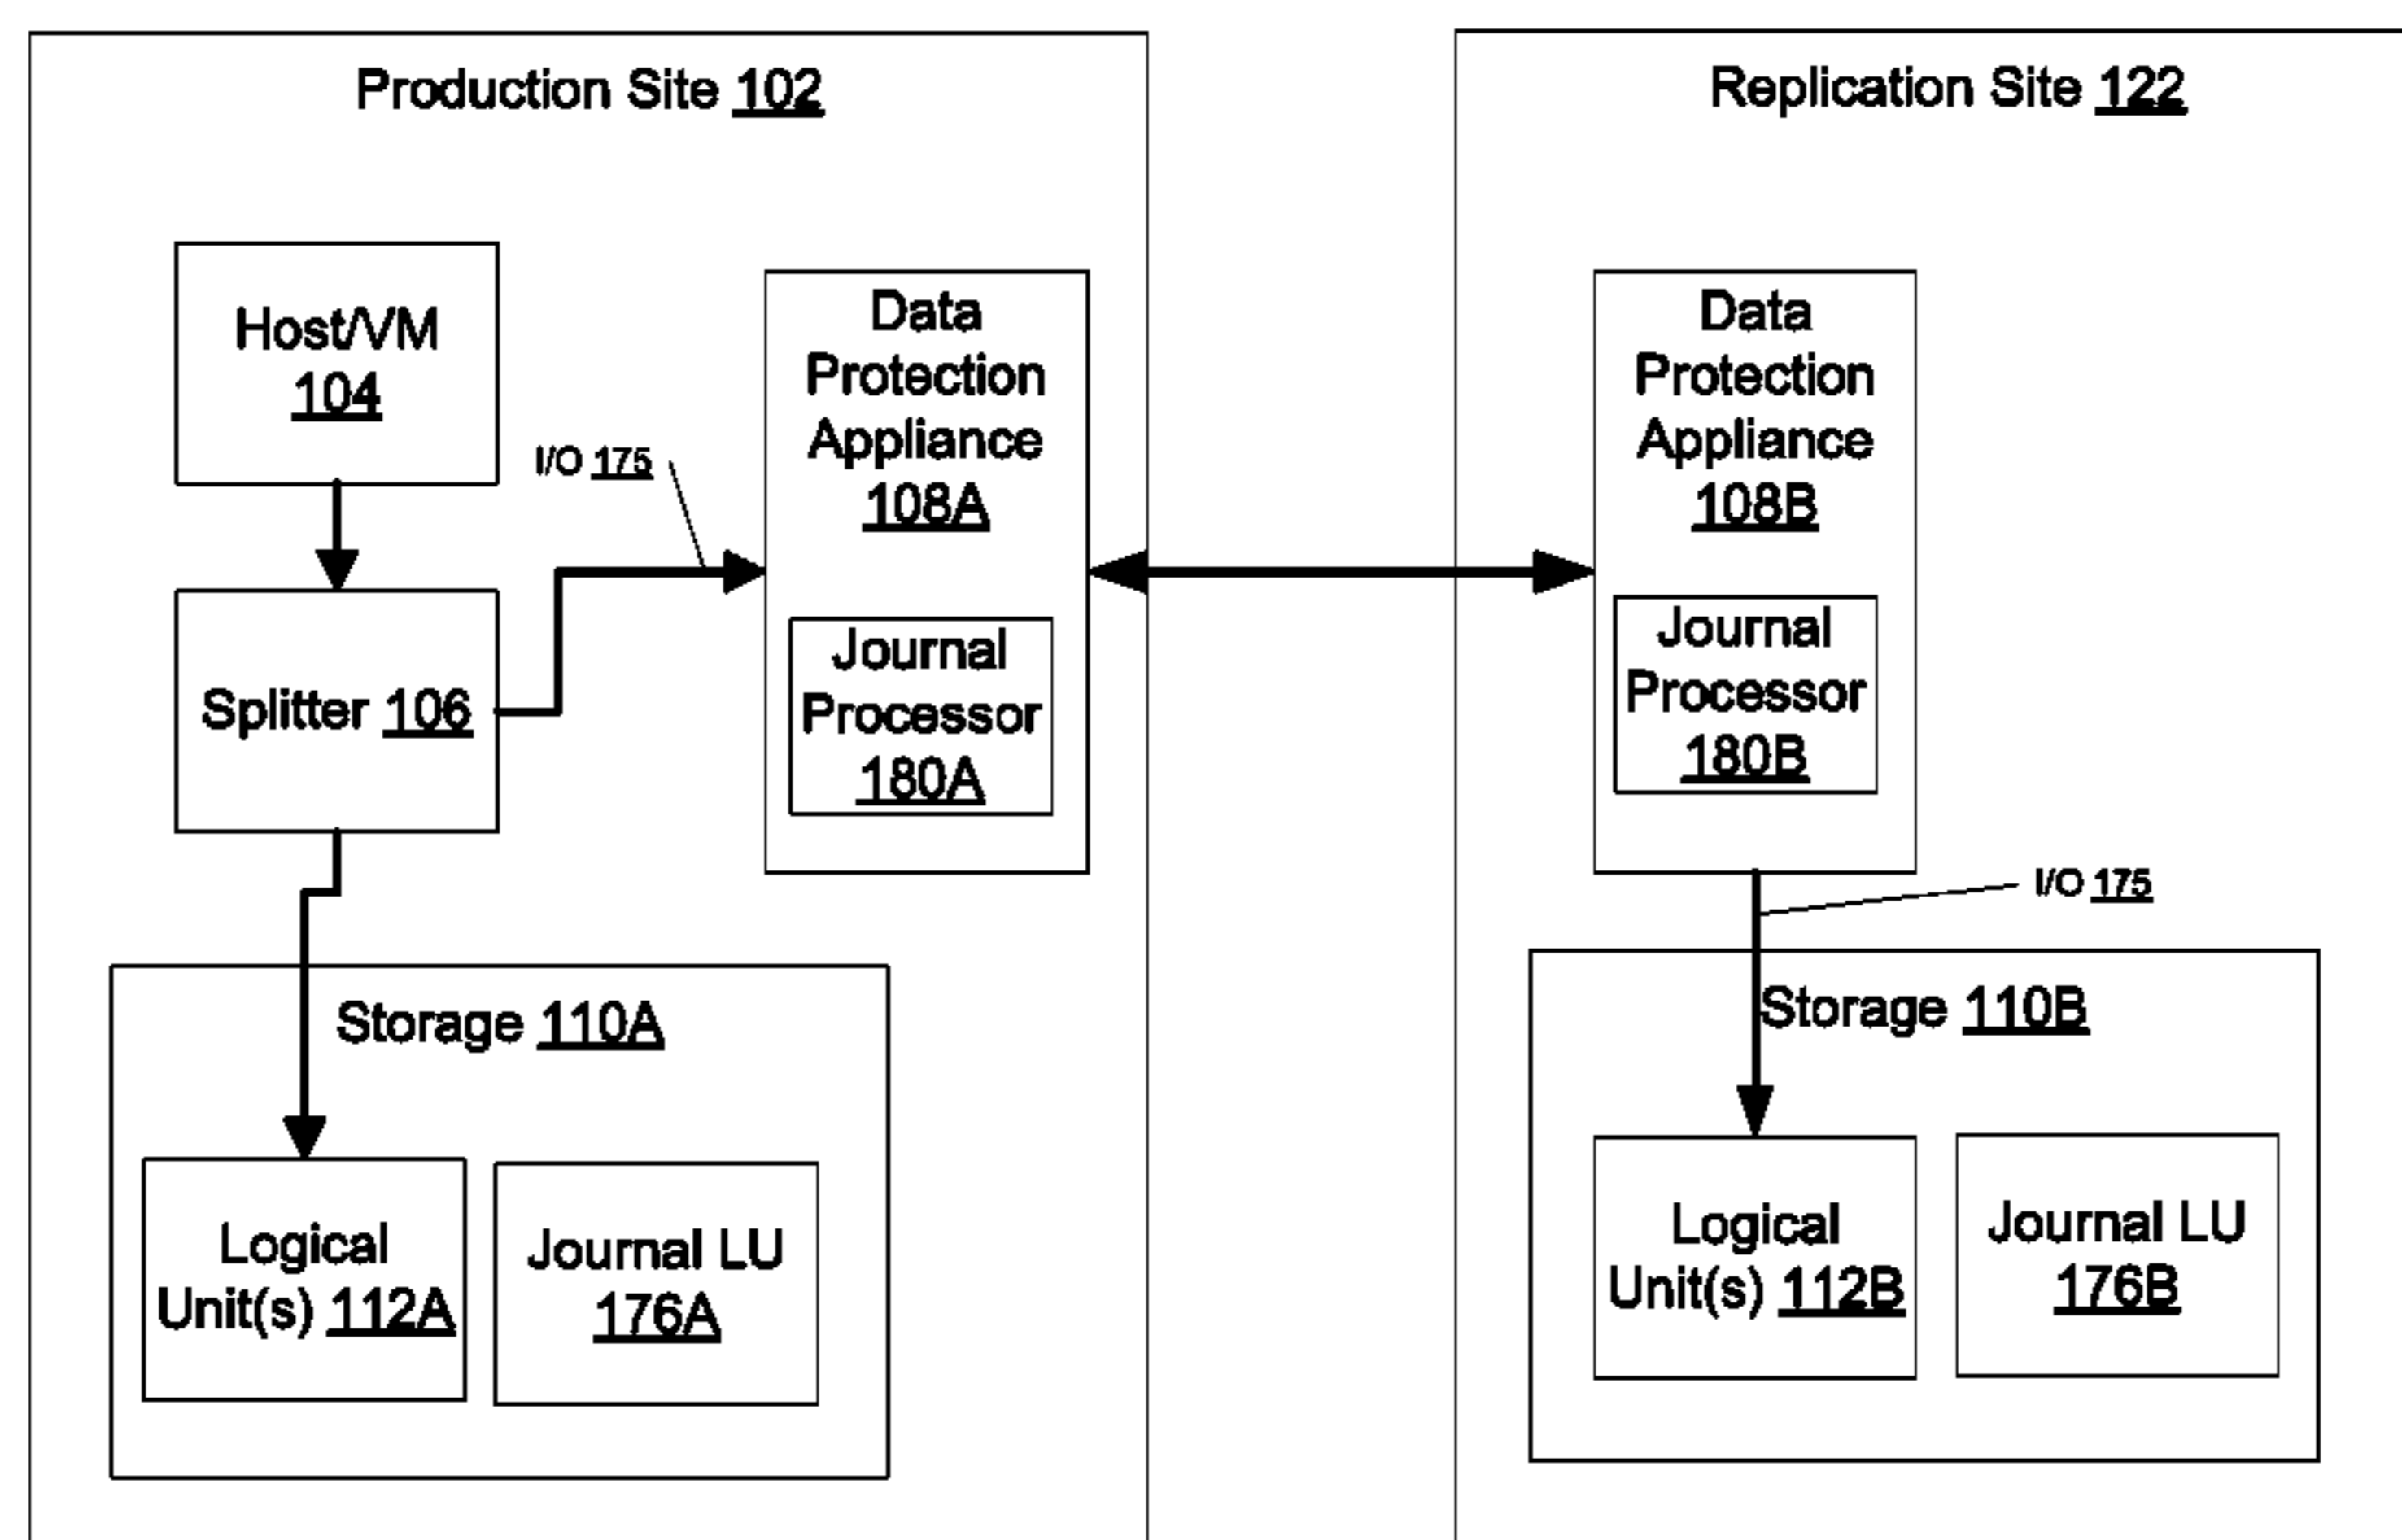 Production Site 102
Host/VM
104
I/O 175
Splitter 106
Data
Protection
Appliance
108A
Journal
Processor
180A
Storage 110A
Logical
Unit(s) 112A
Journal LU
176A
Replication Site 122
Data
Protection
Appliance
108B
Journal
Processor
180B
I/O 175
Storage 110B
Logical
Unit(s) 112B
Journal LU
176B